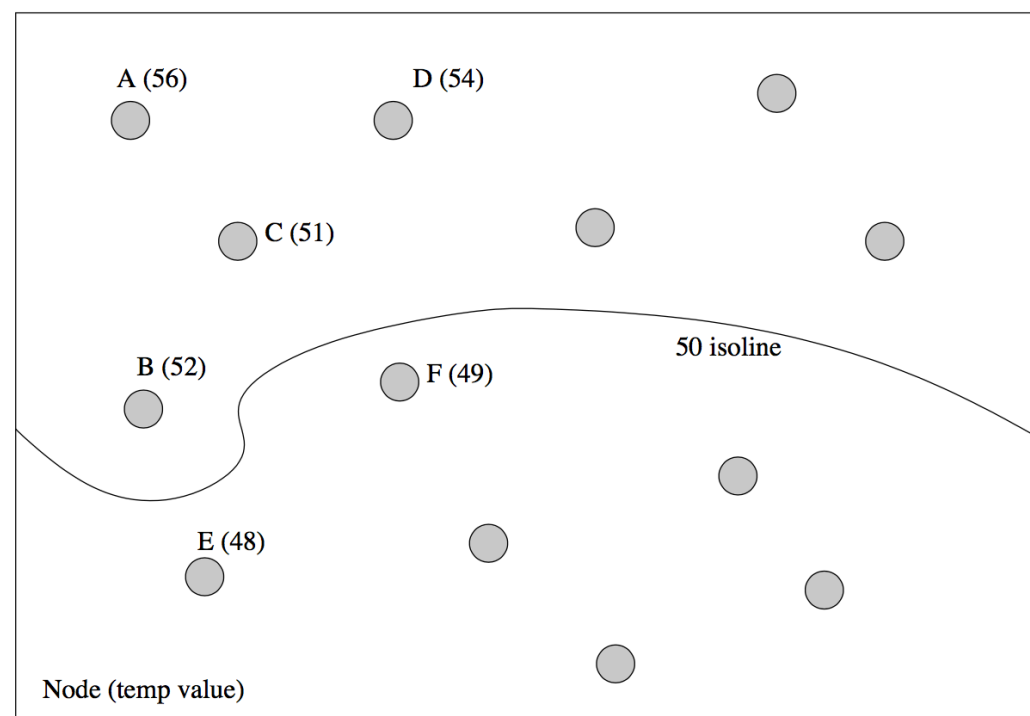 A (56)
D (54)
C (51)
50 isoline
B (52)
F (49)
E (48)
Node (temp value)